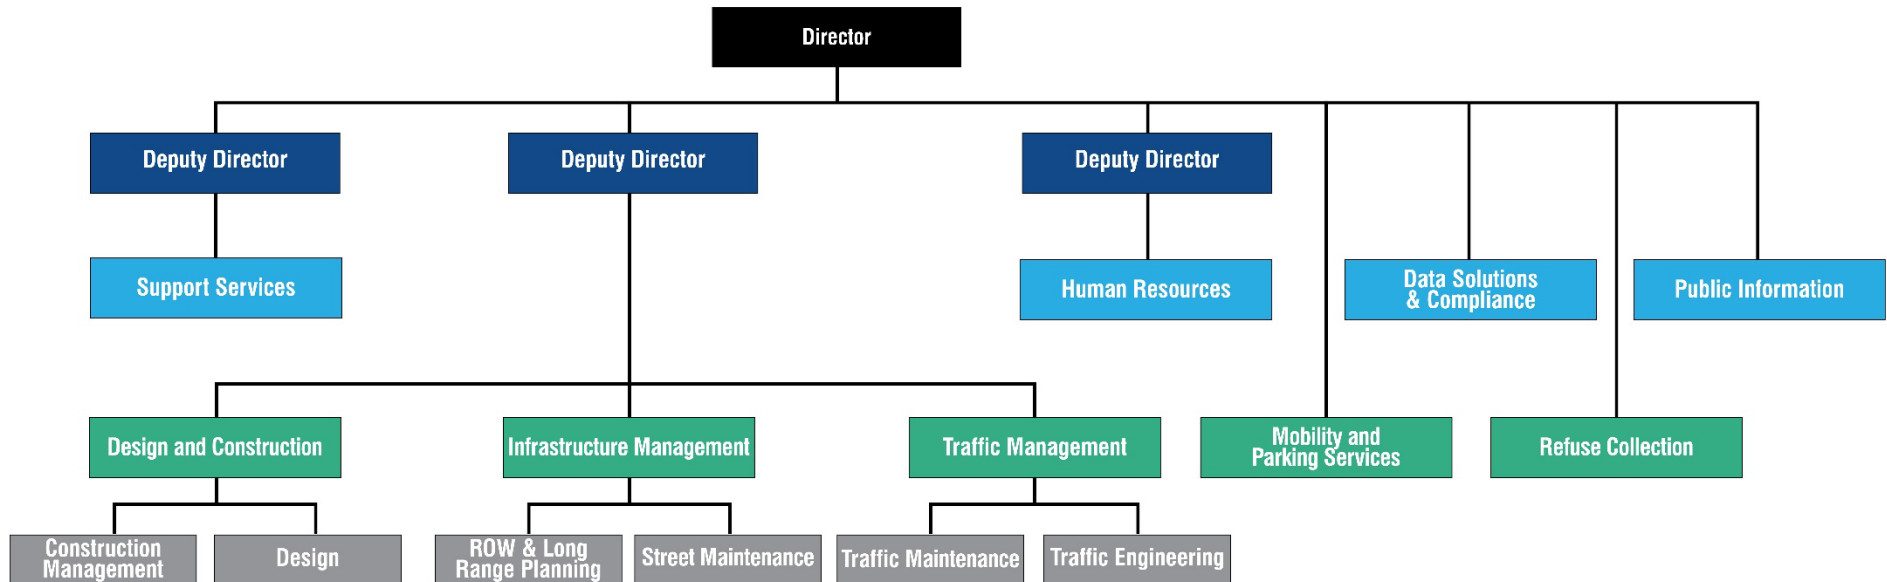 Director
Deputy Director
Deputy Director
Deputy Director
Support Services
Human Resources
Data Solutions
& Compliance
Public Information
Design and Construction
Infrastructure Management
Traffic Management
Mobility and
Parking Services
Refuse Collection
Construction
Management
Design
ROW & Long
Range Planning
Street Maintenance
Traffic Maintenance
Traffic Engineering